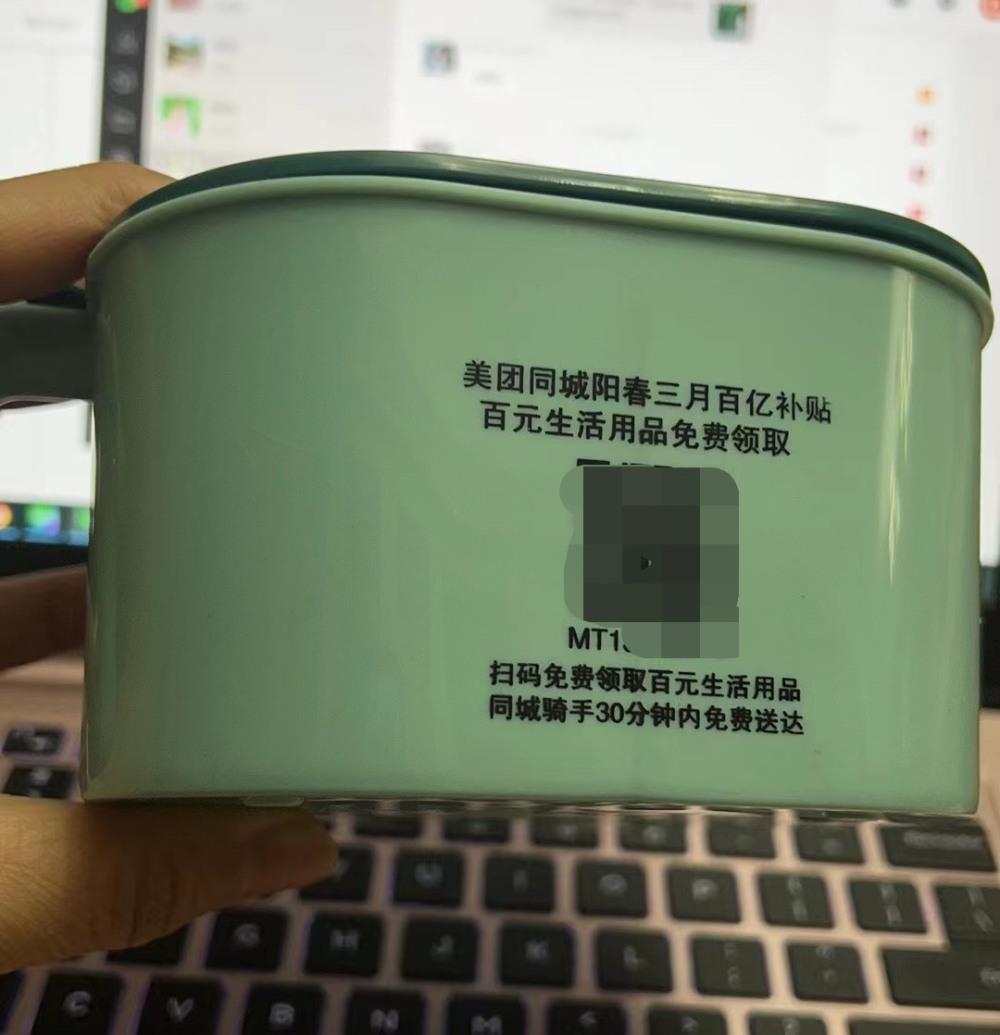 美团同城阳春三月百亿补贴
百元生活用品免费领取
MT1
扫码免费领取百元生活用品
同城骑手30分钟内免费送达
Y U I O P
G H J K L
C V B N M